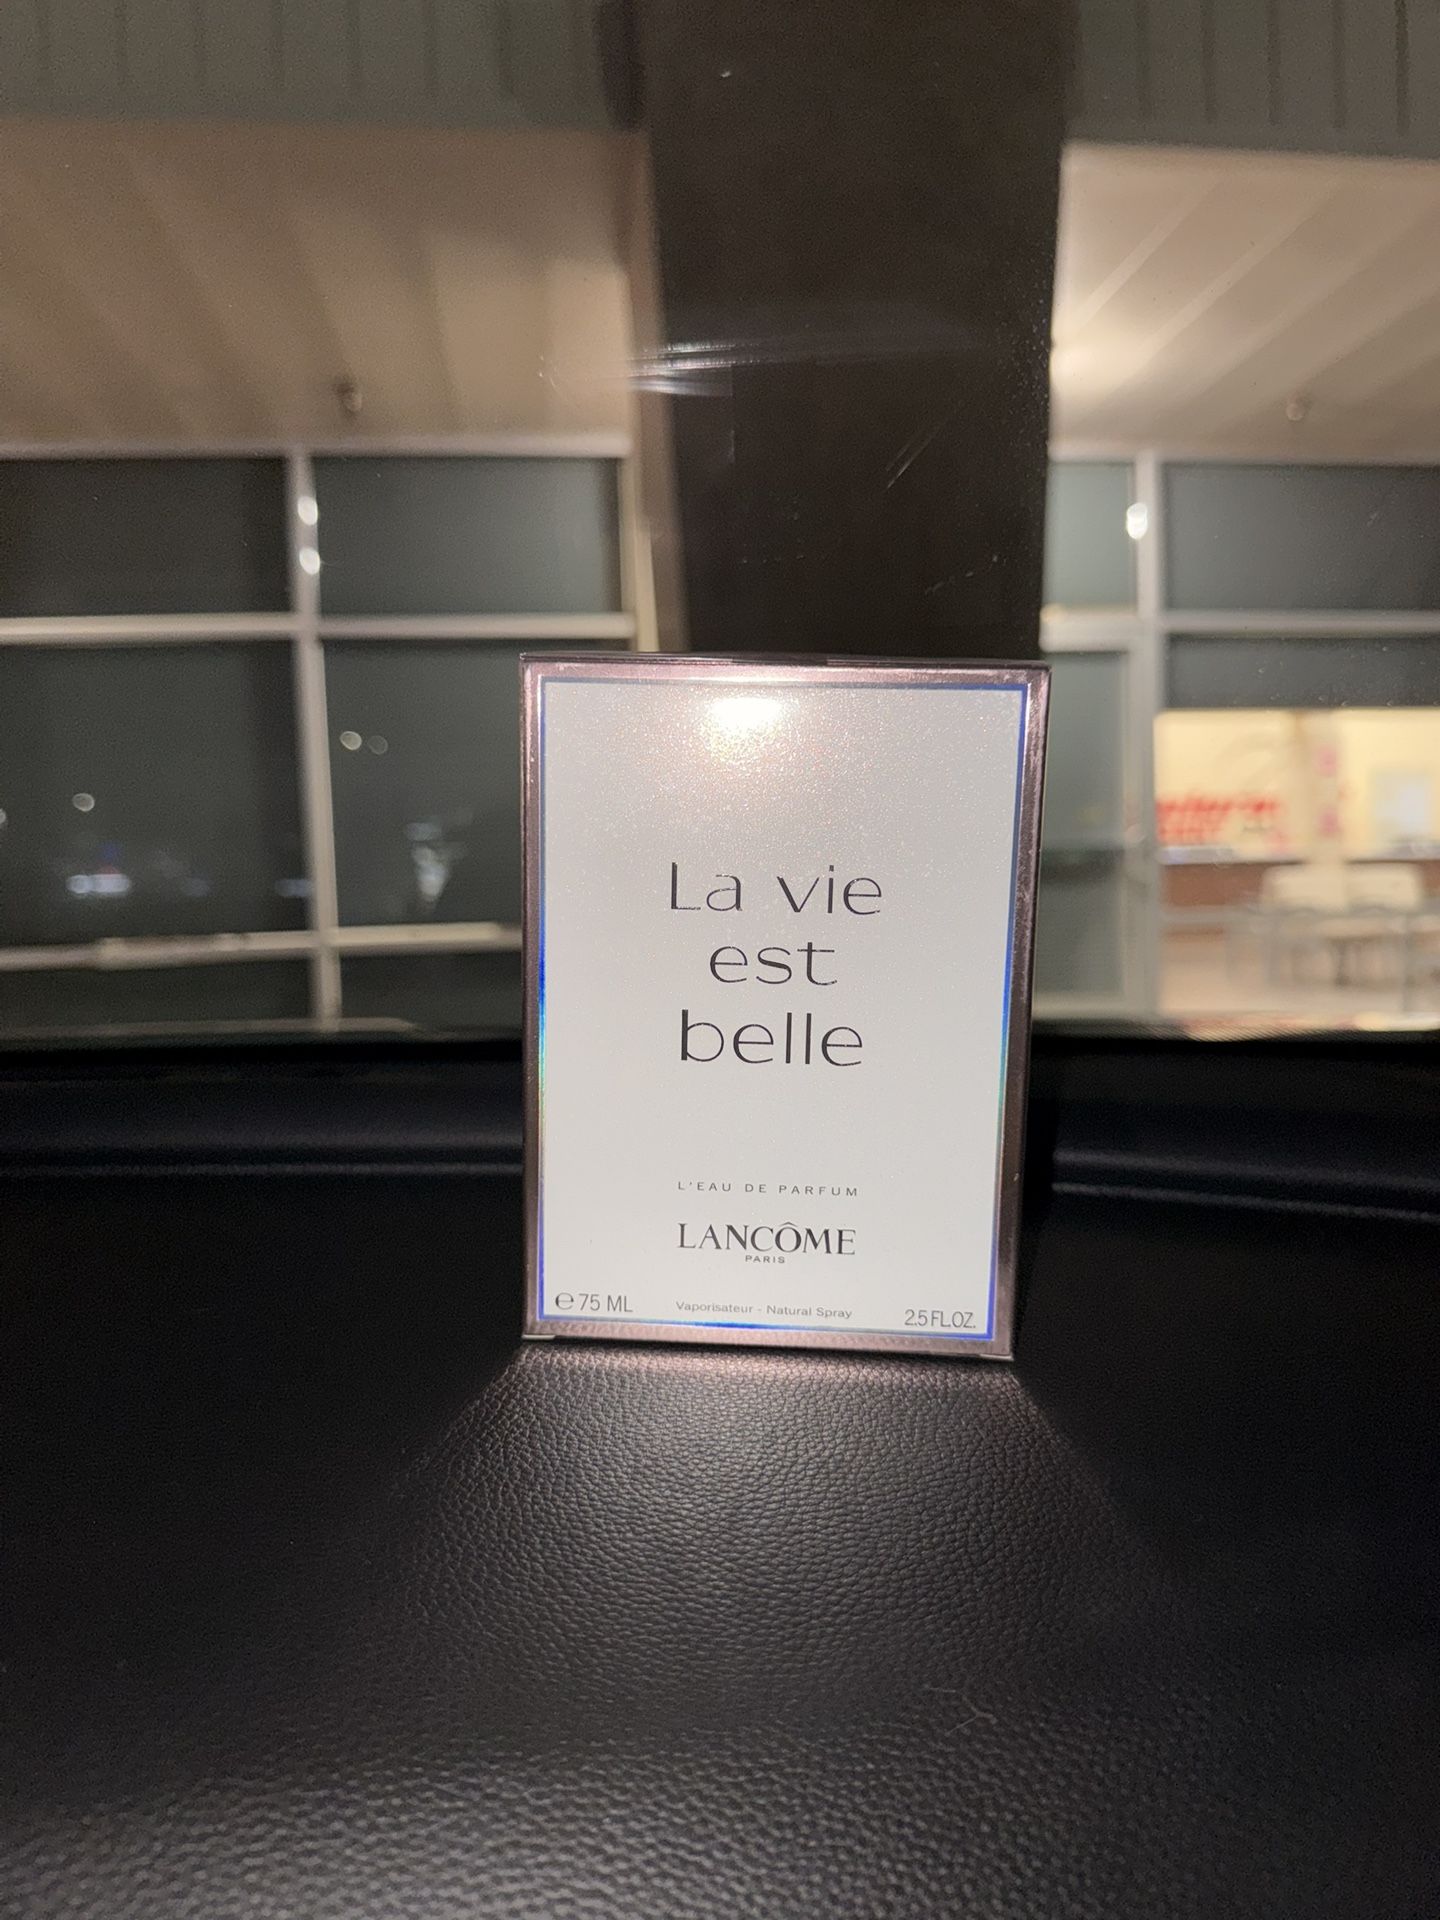 La vie
est
belle
L'EAU DE PARFUM
LANCÔME
PARIS
℮ 75 ML Vaporisateur - Natural Spray 2.5 FL.OZ.